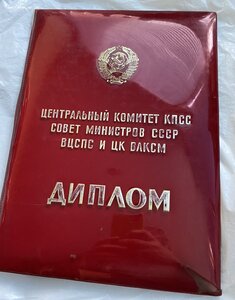 ЦЕНТРАЛЬНЫЙ КОМИТЕТ КПСС
СОВЕТ МИНИСТРОВ СССР
ВЦСПС И ЦК ВЛКСМ
ДИПЛОМ